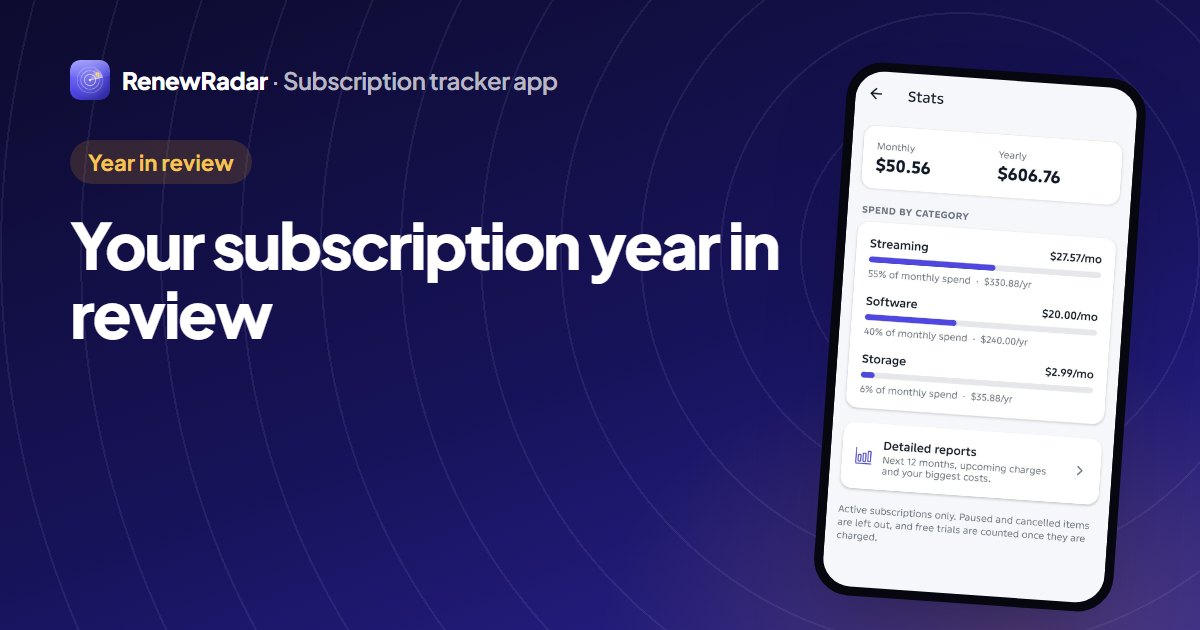 RenewRadar · Subscription tracker app
Year in review
Your subscription year in
review
Stats
Monthly
$50.56
Yearly
$606.76
SPEND BY CATEGORY
Streaming
$27.57/mo
55% of monthly spend · $330.88/yr
Software
$20.00/mo
40% of monthly spend · $240.00/yr
Storage
$2.99/mo
6% of monthly spend · $35.88/yr
Detailed reports
Next 12 months, upcoming charges
and your biggest costs.
Active subscriptions only. Paused and cancelled items
are left out, and free trials are counted once they are
charged.